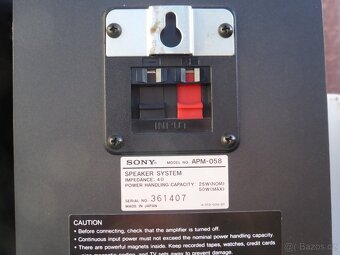 INPUT
SONY MODEL NO. APM-058
SPEAKER SYSTEM
IMPEDANCE: 4Ω
POWER HANDLING CAPACITY: 25W(NOM)
50W(MAX)
SERIAL NO. 361407
MADE IN JAPAN
CAUTION
• Before connecting, check that the amplifier is turned off.
• Continuous input power must not exceed the nominal power handling capacity.
• There are powerful magnets inside. Keep recorded tapes, watches, credit cards